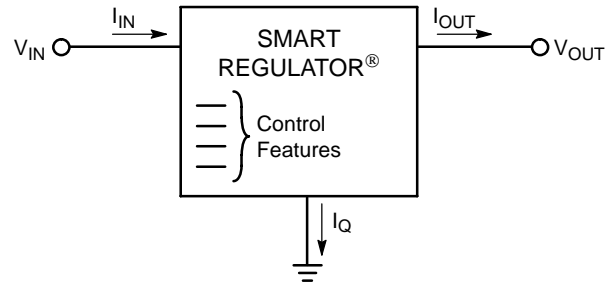 I_IN
I_OUT
V_IN
SMART
REGULATOR®
V_OUT
Control
Features
I_Q